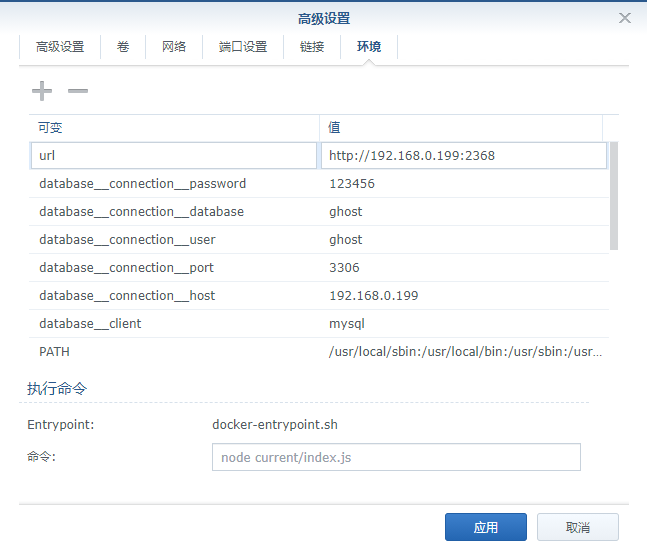 高级设置
高级设置 卷 网络 端口设置 链接 环境
可变 值
url http://192.168.0.199:2368
database__connection__password 123456
database__connection__database ghost
database__connection__user ghost
database__connection__port 3306
database__connection__host 192.168.0.199
database__client mysql
PATH /usr/local/sbin:/usr/local/bin:/usr/sbin:/usr...
执行命令
Entrypoint: docker-entrypoint.sh
命令: node current/index.js
应用 取消